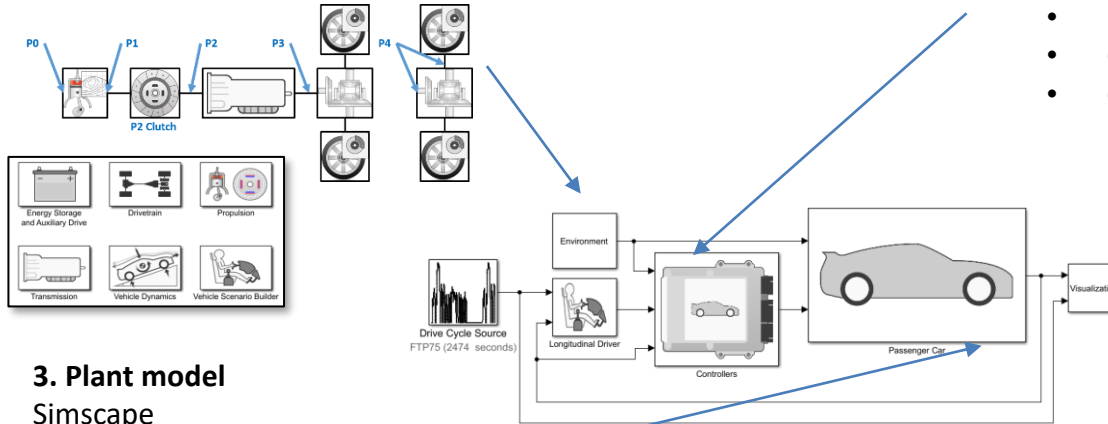 P0
P1
P2
P3
P4
P2 Clutch
Energy Storage
and Auxiliary Drive
Drivetrain
Propulsion
Transmission
Vehicle Dynamics
Vehicle Scenario Builder
Environment
Drive Cycle Source
FTP75 (2474 seconds)
Longitudinal Driver
Controllers
Passenger Car
3. Plant model
Simscape